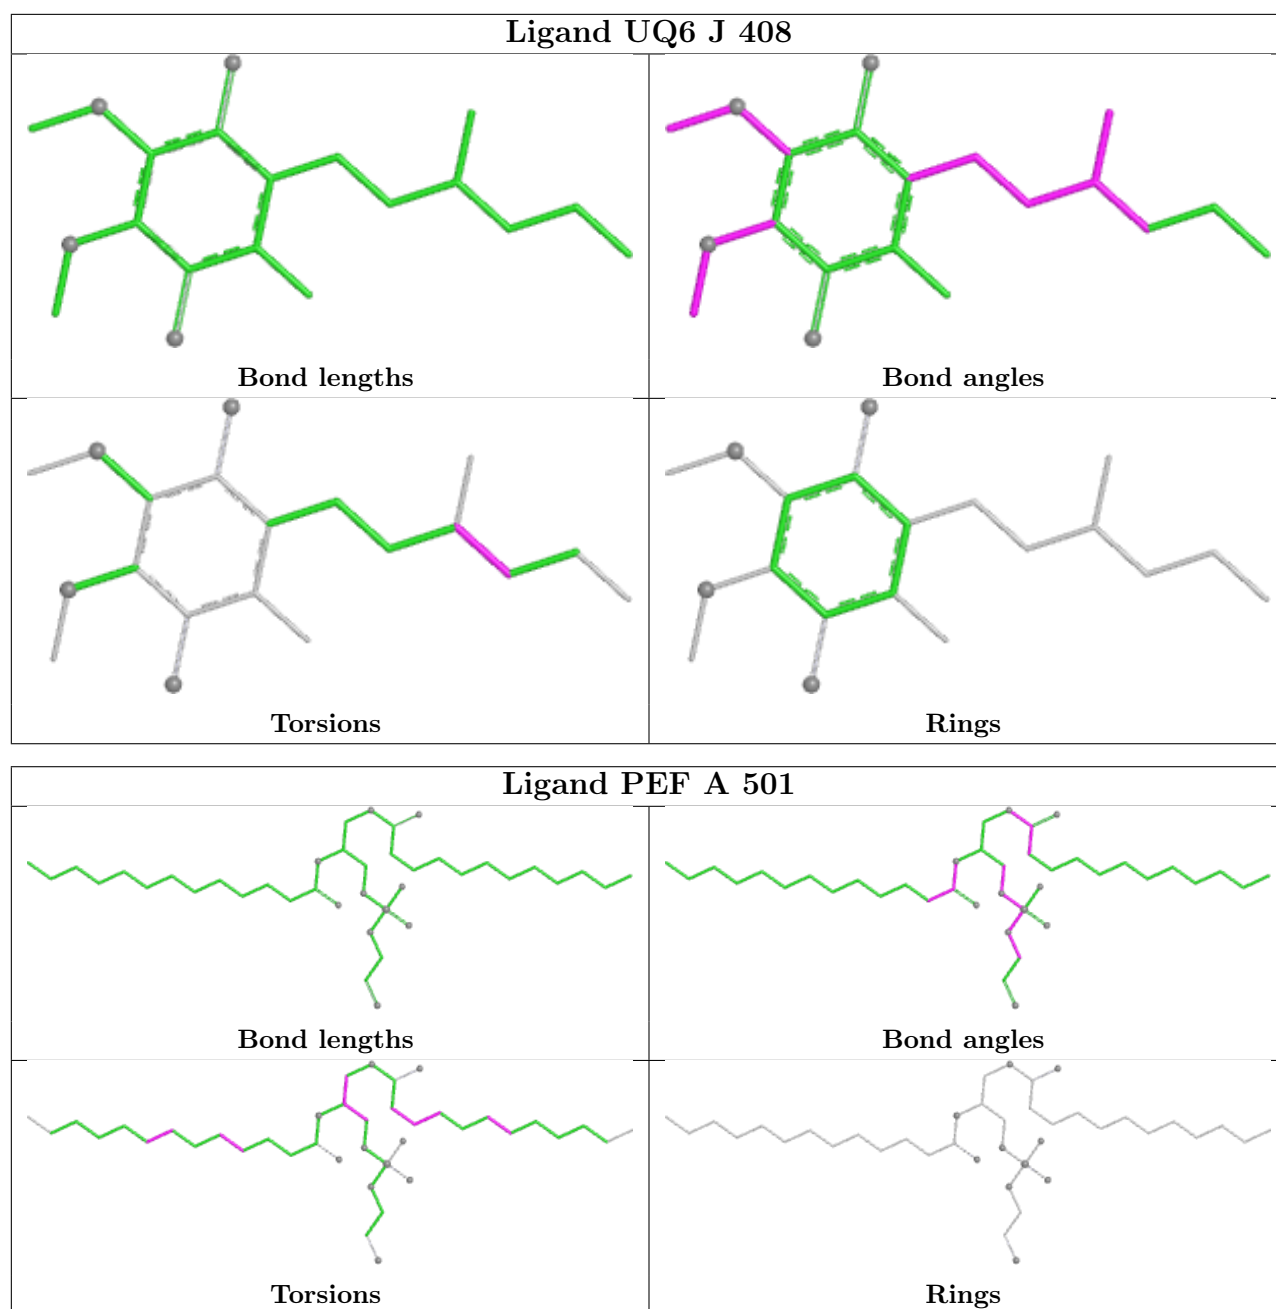 Ligand UQ6 J 408
Bond lengths
Bond angles
Torsions
Rings
Ligand PEF A 501
Bond lengths
Bond angles
Torsions
Rings